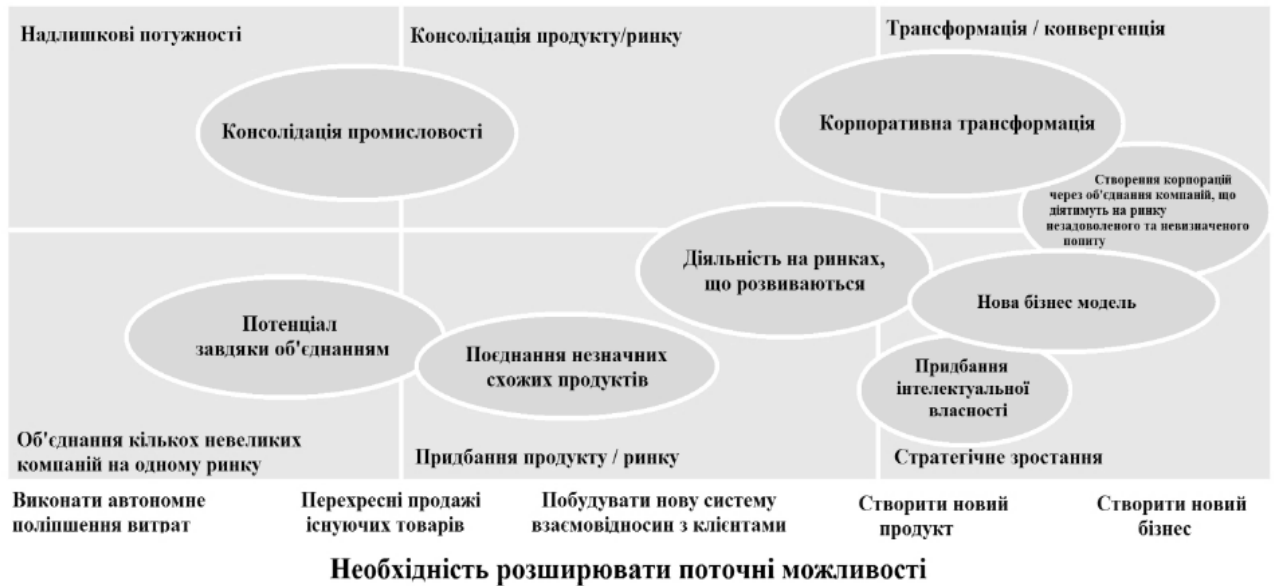 Надлишкові потужності
Консолідація продукту/ринку
Трансформація / конвергенція
Консолідація промисловості
Корпоративна трансформація
Створення корпорацій
через об'єднання компаній, що
діятимуть на ринку
незадоволеного та невизначеного
попиту
Діяльність на ринках,
що розвиваються
Нова бізнес модель
Потенціал
завдяки об'єднанням
Поєднання незначних
схожих продуктів
Придбання
інтелектуальної
власності
Об'єднання кількох невеликих
компаній на одному ринку
Придбання продукту / ринку
Стратегічне зростання
Виконати автономне
поліпшення витрат
Перехресні продажі
існуючих товарів
Побудувати нову систему
взаємовідносин з клієнтами
Створити новий
продукт
Створити новий
бізнес
Необхідність розширювати поточні можливості